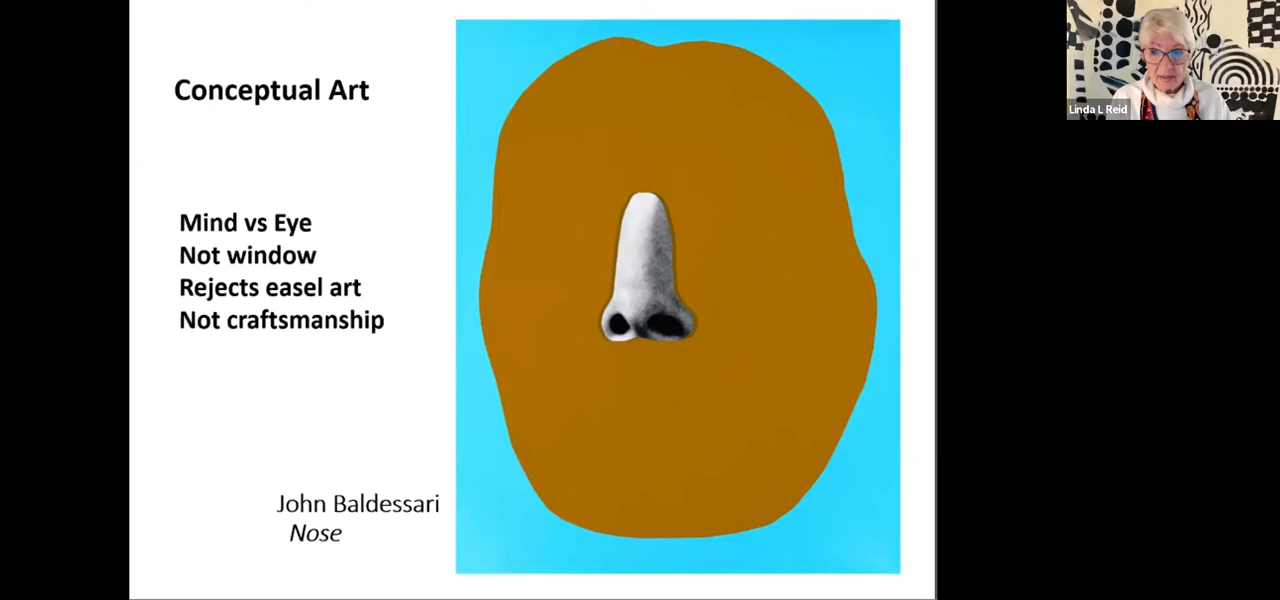 Conceptual Art
Mind vs Eye
Not window
Rejects easel art
Not craftsmanship
John Baldessari
Nose
Linda L Reid